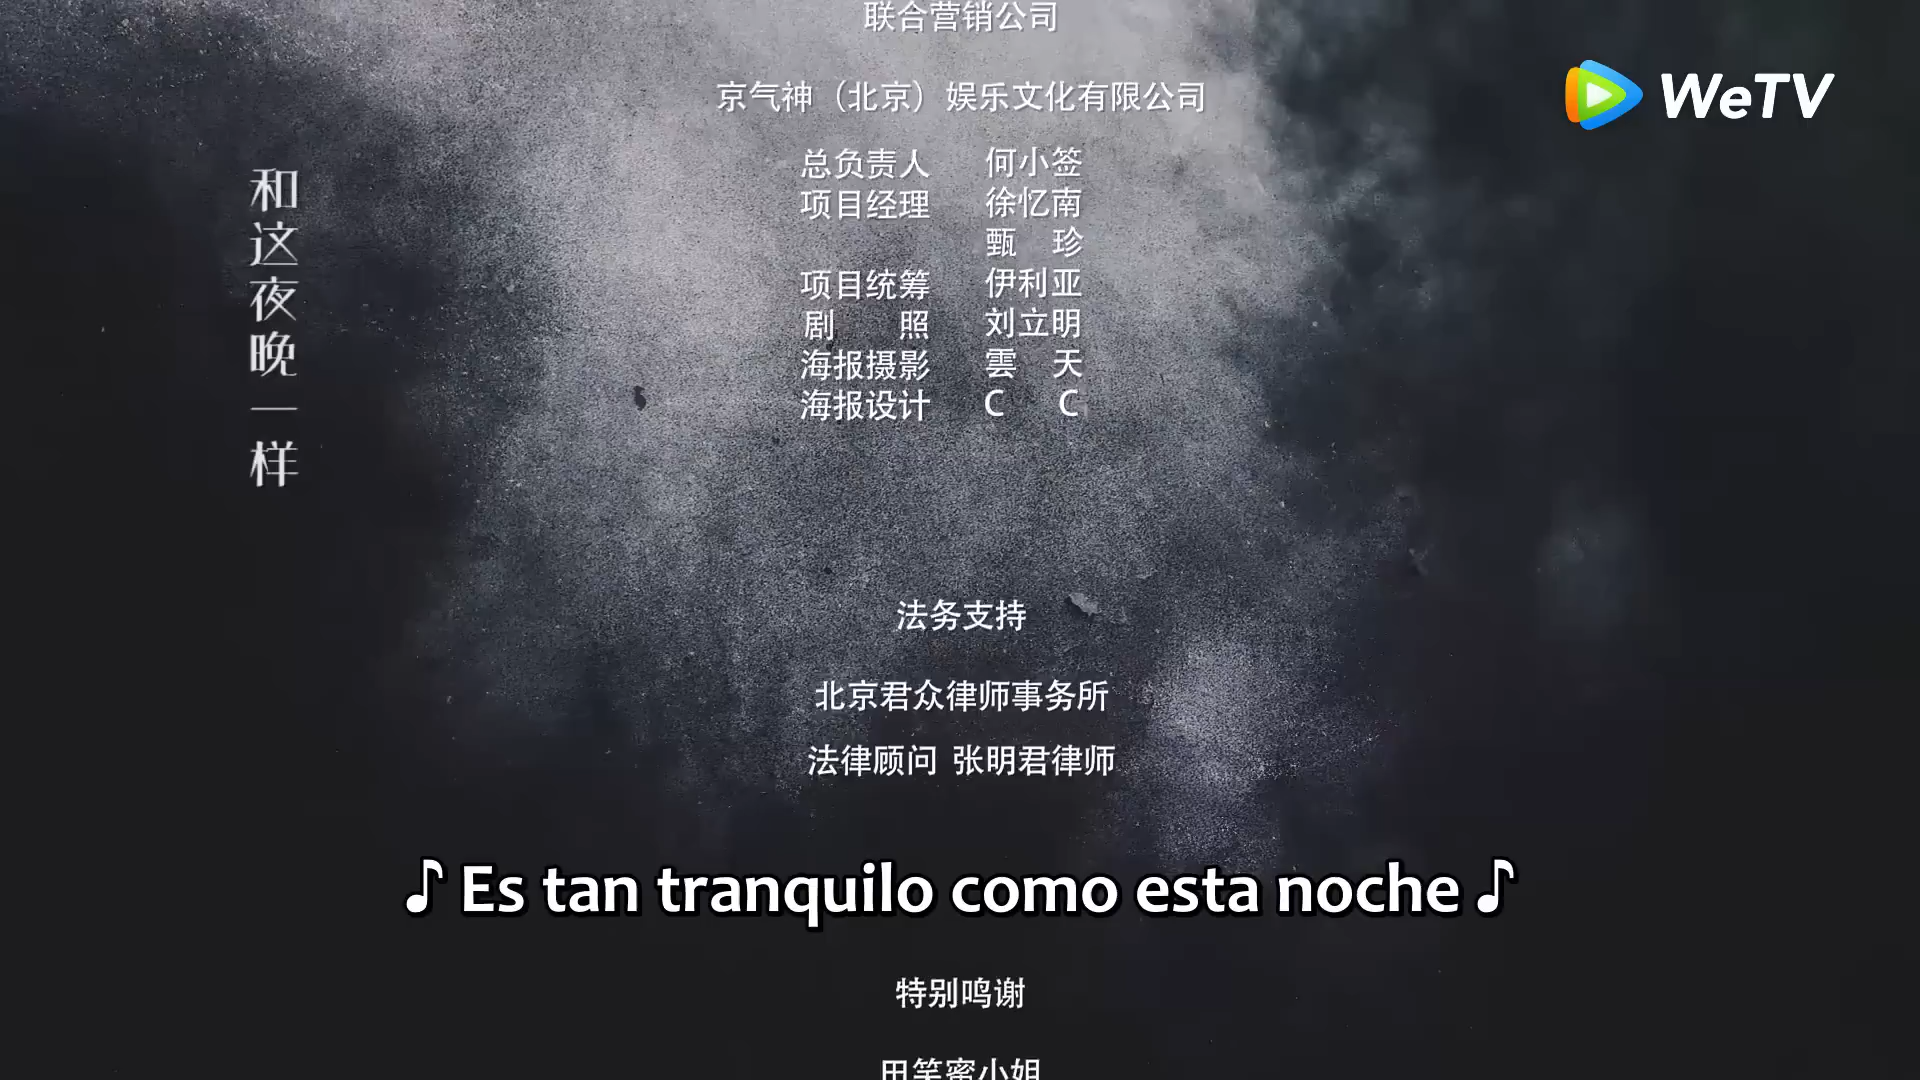 联合营销公司
WeTV
京气神（北京）娱乐文化有限公司
和这夜晚一样
总负责人 何小签
项目经理 徐忆南
甄 珍
项目统筹 伊利亚
剧 照 刘立明
海报摄影 雲 天
海报设计 C C
法务支持
北京君众律师事务所
法律顾问 张明君律师
♪ Es tan tranquilo como esta noche ♪
特别鸣谢
田笑蜜小姐